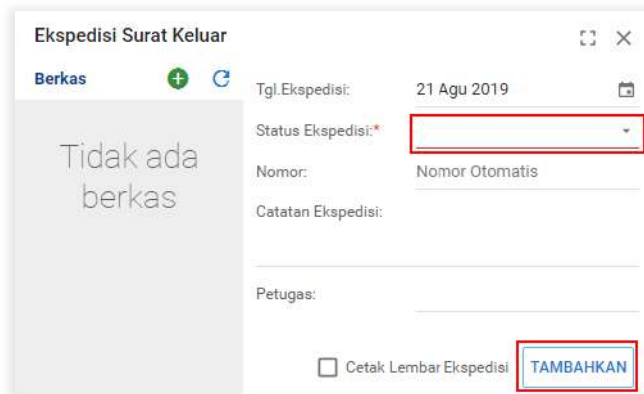 Ekspedisi Surat Keluar
Berkas
Tidak ada
berkas
Tgl.Ekspedisi: 21 Agu 2019
Status Ekspedisi:*
Nomor: Nomor Otomatis
Catatan Ekspedisi:
Petugas:
Cetak Lembar Ekspedisi TAMBAHKAN